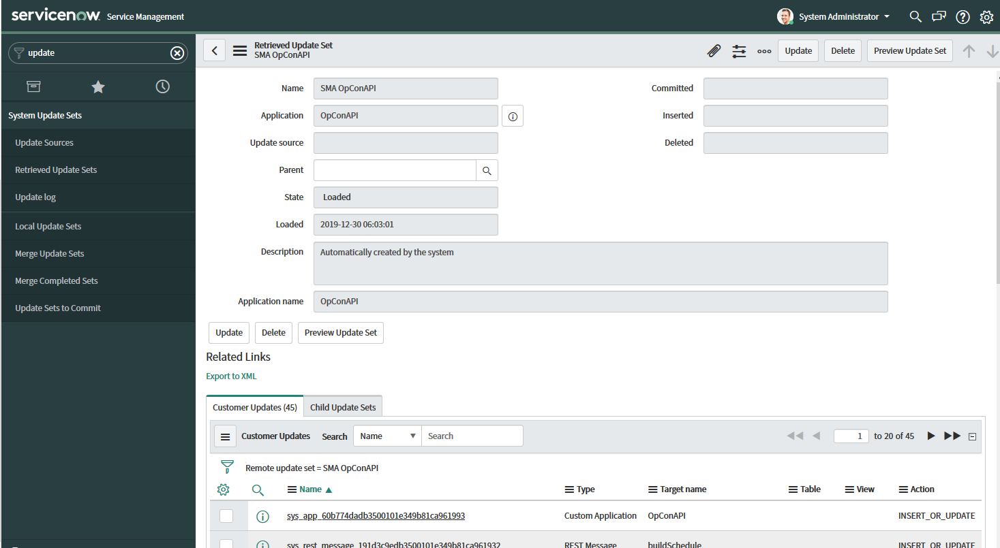 servicenow Service Management
System Administrator
update
System Update Sets
Update Sources
Retrieved Update Sets
Update log
Local Update Sets
Merge Update Sets
Merge Completed Sets
Update Sets to Commit
Retrieved Update Set
SMA OpConAPI
Update Delete Preview Update Set
Name SMA OpConAPI
Application OpConAPI
Update source
Parent
State Loaded
Loaded 2019-12-30 06:03:01
Description Automatically created by the system
Application name OpConAPI
Committed
Inserted
Deleted
Update Delete Preview Update Set
Related Links
Export to XML
Customer Updates (45) Child Update Sets
Customer Updates Search Name Search 1 to 20 of 45
Remote update set = SMA OpConAPI
Name Type Target name Table View Action
sys_app_60b774dadb3500101e349b81ca961993 Custom Application OpConAPI INSERT_OR_UPDATE
sys_rest_message_191d3c9edb3500101e349b81ca961932 REST Message buildSchedule INSERT_OR_UPDATE